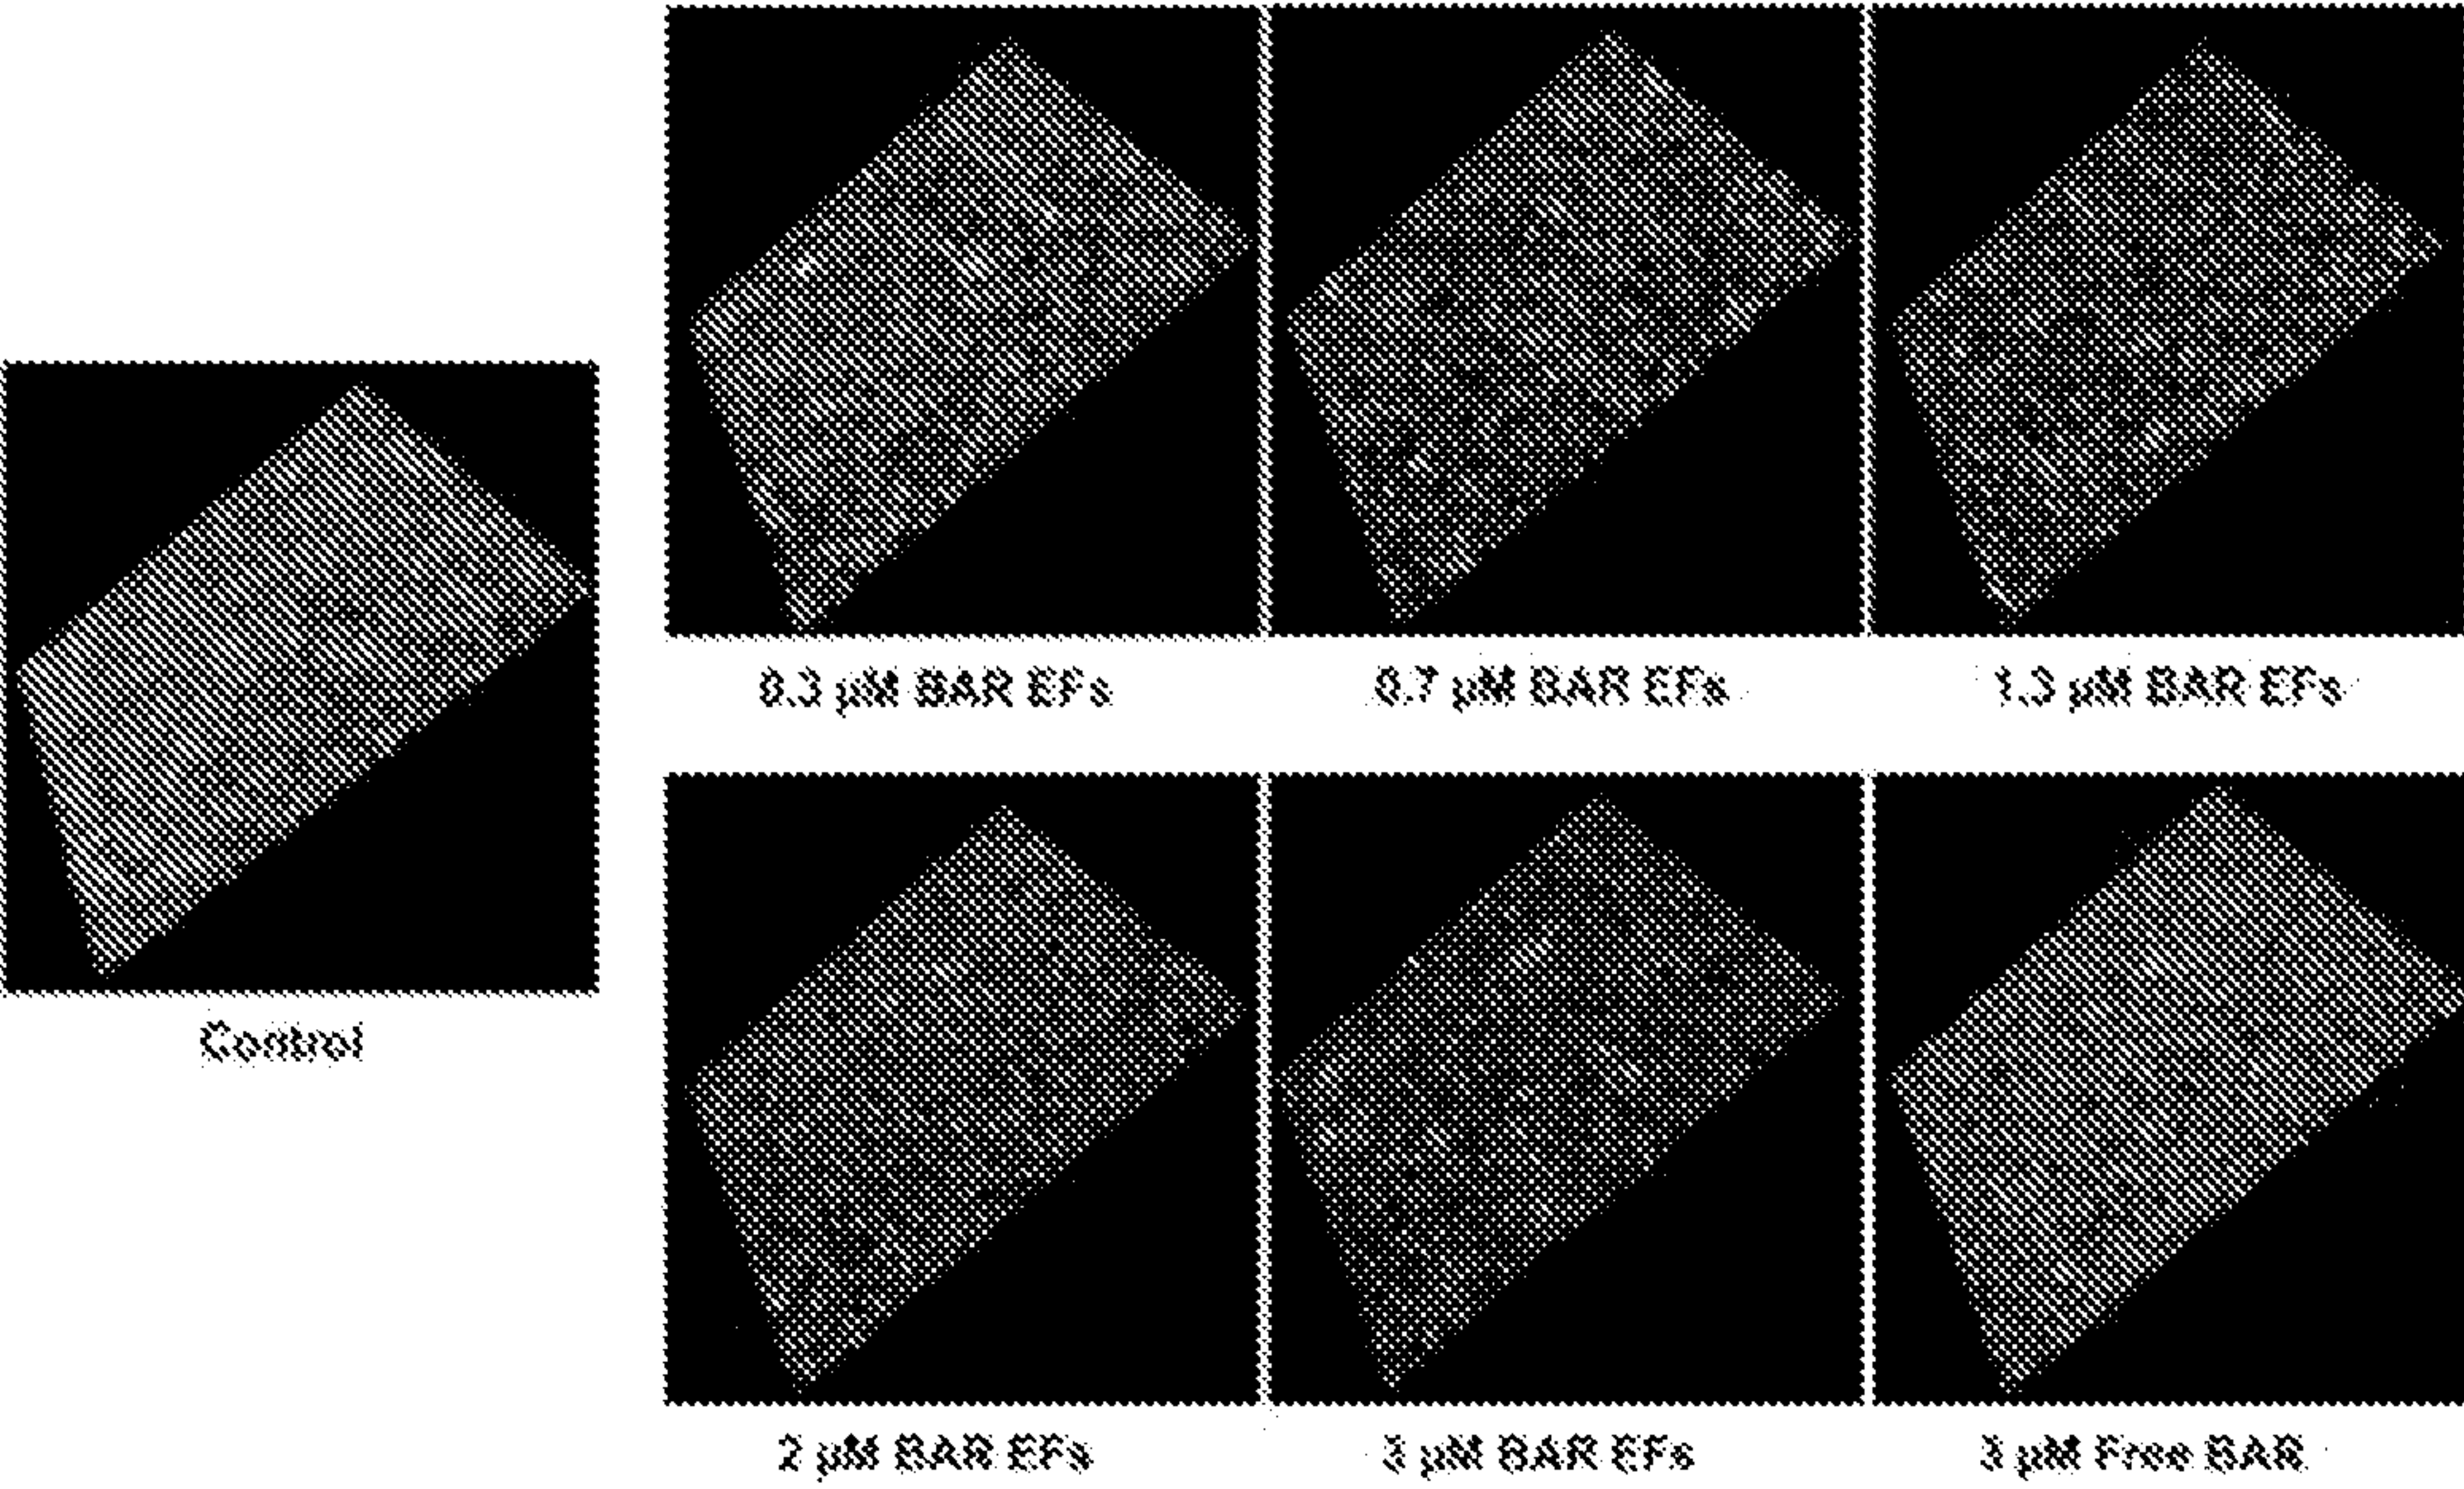 0.3 µM BAR EFs
0.7 µM BAR EFs
1.3 µM BAR EFs
Control
2 µM BAR EFs
3 µM BAR EFs
3 µM Free BAR